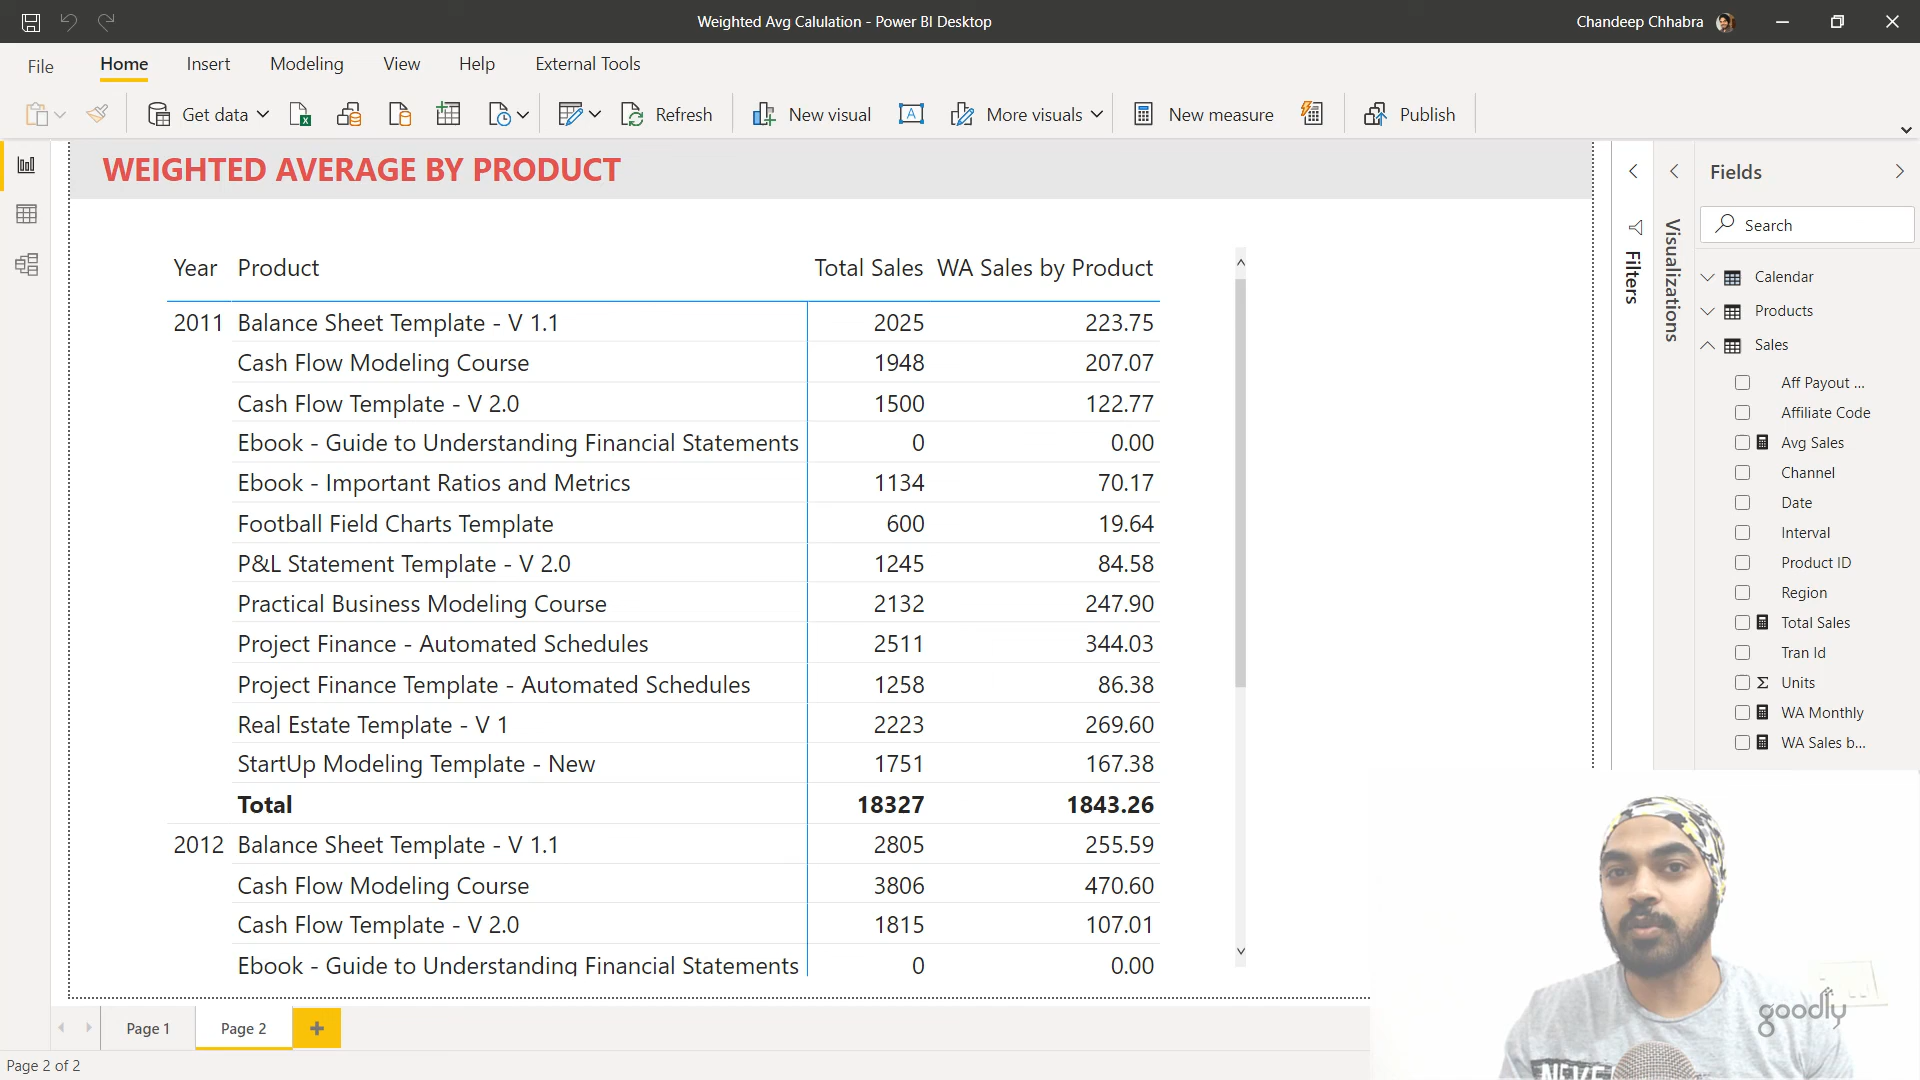 Weighted Avg Calulation - Power BI Desktop
Chandeep Chhabra
File
Home
Insert
Modeling
View
Help
External Tools
Get data
Refresh
New visual
More visuals
New measure
Publish
WEIGHTED AVERAGE BY PRODUCT
Year Product Total Sales WA Sales by Product
2011 Balance Sheet Template - V 1.1 2025 223.75
Cash Flow Modeling Course 1948 207.07
Cash Flow Template - V 2.0 1500 122.77
Ebook - Guide to Understanding Financial Statements 0 0.00
Ebook - Important Ratios and Metrics 1134 70.17
Football Field Charts Template 600 19.64
P&L Statement Template - V 2.0 1245 84.58
Practical Business Modeling Course 2132 247.90
Project Finance - Automated Schedules 2511 344.03
Project Finance Template - Automated Schedules 1258 86.38
Real Estate Template - V 1 2223 269.60
StartUp Modeling Template - New 1751 167.38
Total 18327 1843.26
2012 Balance Sheet Template - V 1.1 2805 255.59
Cash Flow Modeling Course 3806 470.60
Cash Flow Template - V 2.0 1815 107.01
Ebook - Guide to Understanding Financial Statements 0 0.00
Filters
Visualizations
Fields
Search
Calendar
Products
Sales
Aff Payout ...
Affiliate Code
Avg Sales
Channel
Date
Interval
Product ID
Region
Total Sales
Tran Id
Σ Units
WA Monthly
WA Sales b...
goodly
Page 1
Page 2
Page 2 of 2